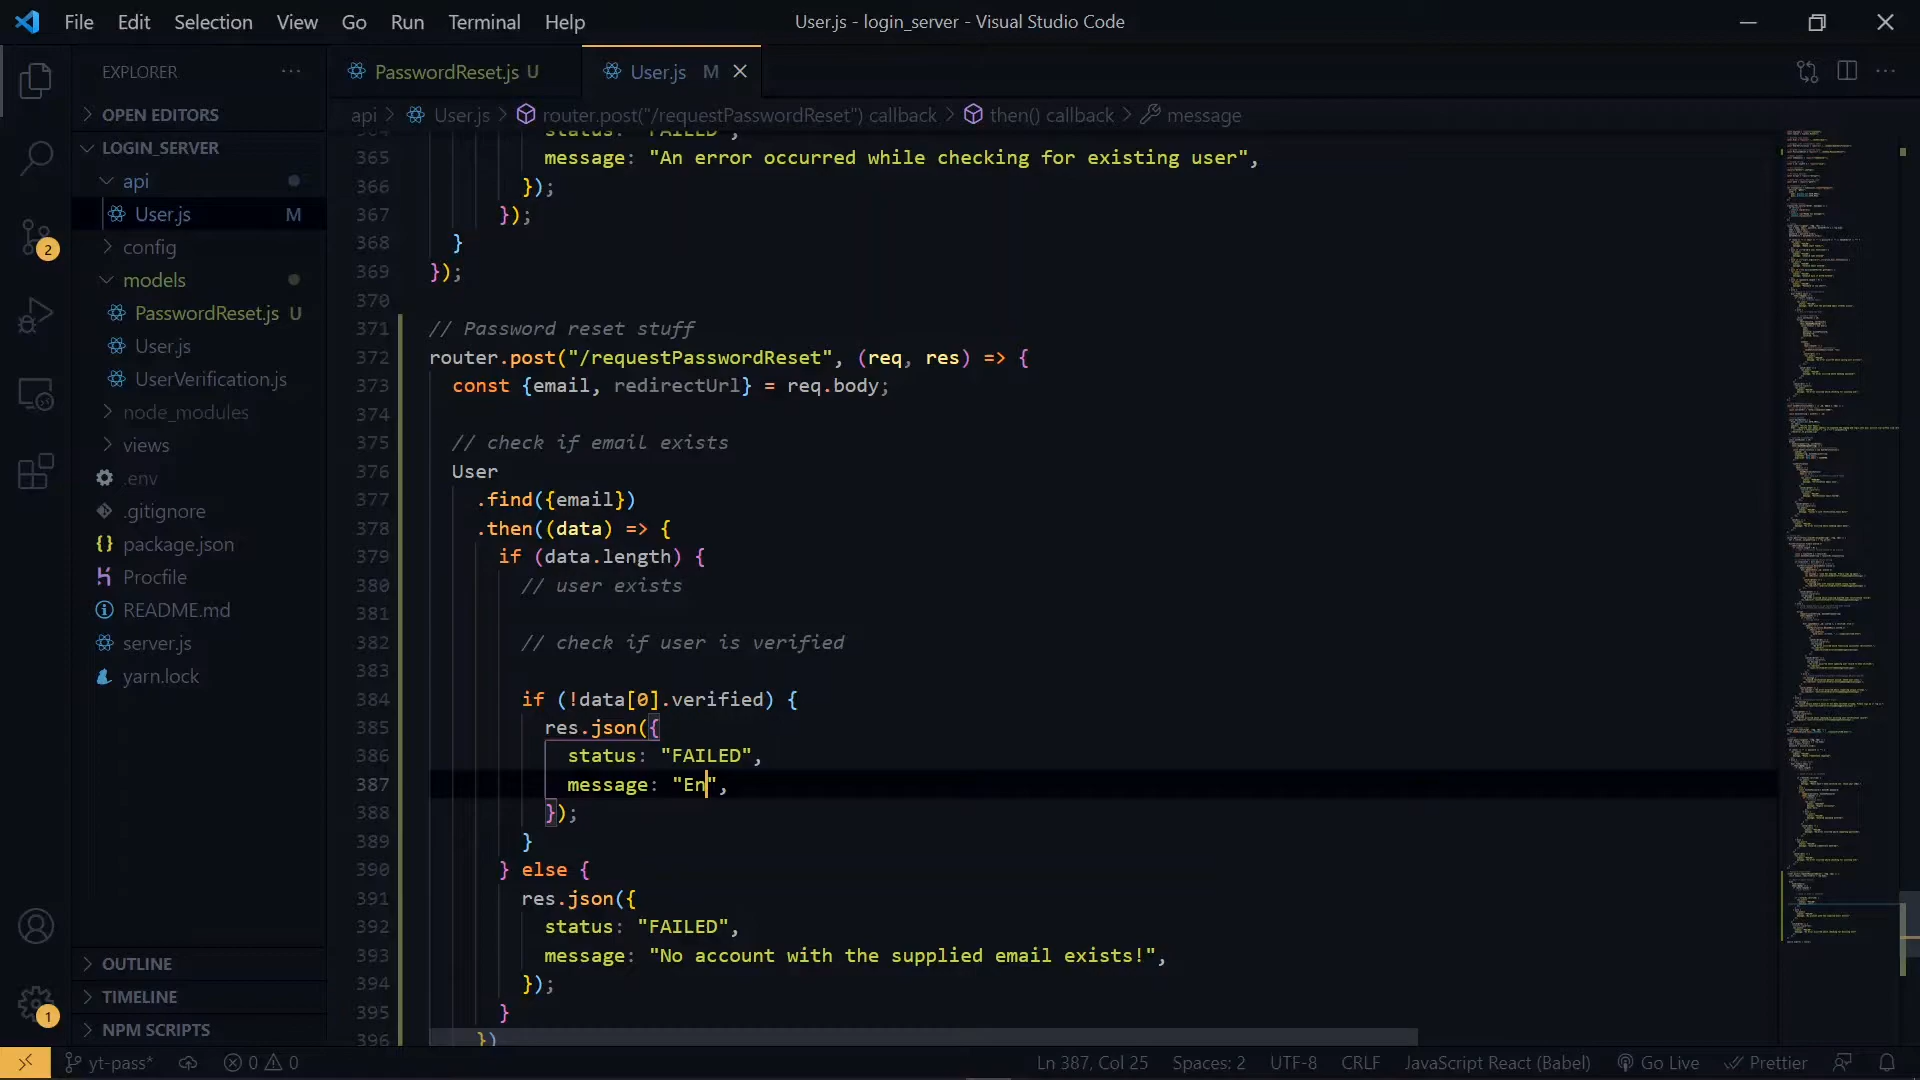 File Edit Selection View Go Run Terminal Help
User.js - login_server - Visual Studio Code
EXPLORER
OPEN EDITORS
LOGIN_SERVER
api
User.js M
config
models
PasswordReset.js U
User.js
UserVerification.js
node_modules
views
.env
.gitignore
package.json
Procfile
README.md
server.js
yarn.lock
OUTLINE
TIMELINE
NPM SCRIPTS
2
1
PasswordReset.js U
User.js M
api > User.js > router.post("/requestPasswordReset") callback > then() callback > message
364 status: "FAILED",
365 message: "An error occurred while checking for existing user",
366 });
367 });
368 }
369 });
370
371 // Password reset stuff
372 router.post("/requestPasswordReset", (req, res) => {
373 const {email, redirectUrl} = req.body;
374
375 // check if email exists
376 User
377 .find({email})
378 .then((data) => {
379 if (data.length) {
380 // user exists
381
382 // check if user is verified
383
384 if (!data[0].verified) {
385 res.json({
386 status: "FAILED",
387 message: "En",
388 });
389 }
390 } else {
391 res.json({
392 status: "FAILED",
393 message: "No account with the supplied email exists!",
394 });
395 }
396 })
yt-pass* 0 0 Ln 387, Col 25 Spaces: 2 UTF-8 CRLF JavaScript React (Babel) Go Live Prettier